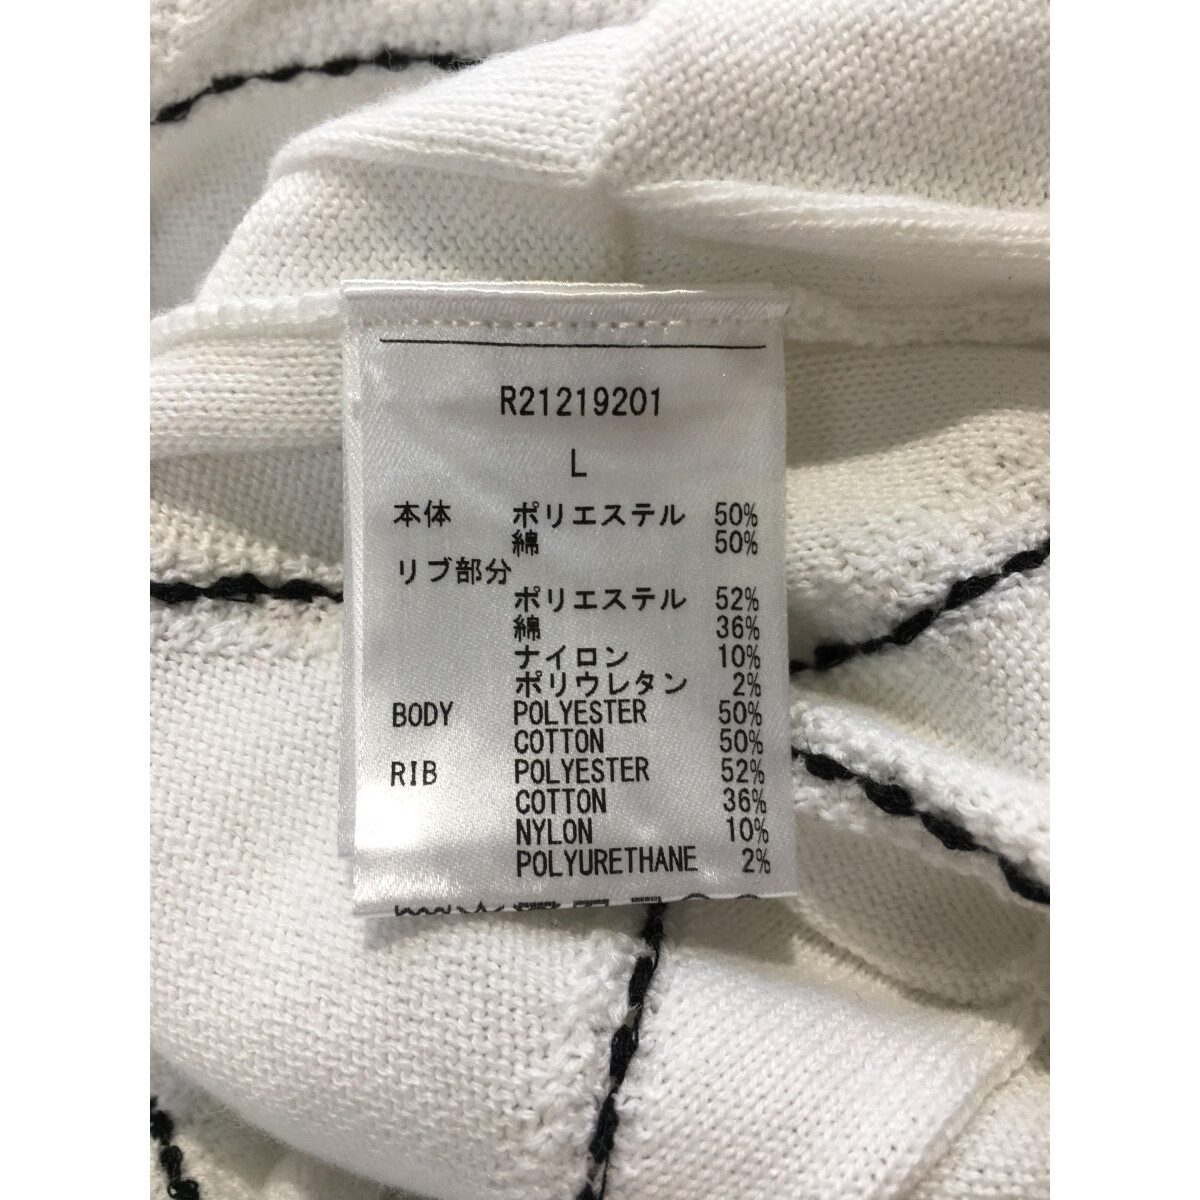 R21219201
L
本体 ポリエステル 50%
綿 50%
リブ部分
ポリエステル 52%
綿 36%
ナイロン 10%
ポリウレタン 2%
BODY POLYESTER 50%
COTTON 50%
RIB POLYESTER 52%
COTTON 36%
NYLON 10%
POLYURETHANE 2%